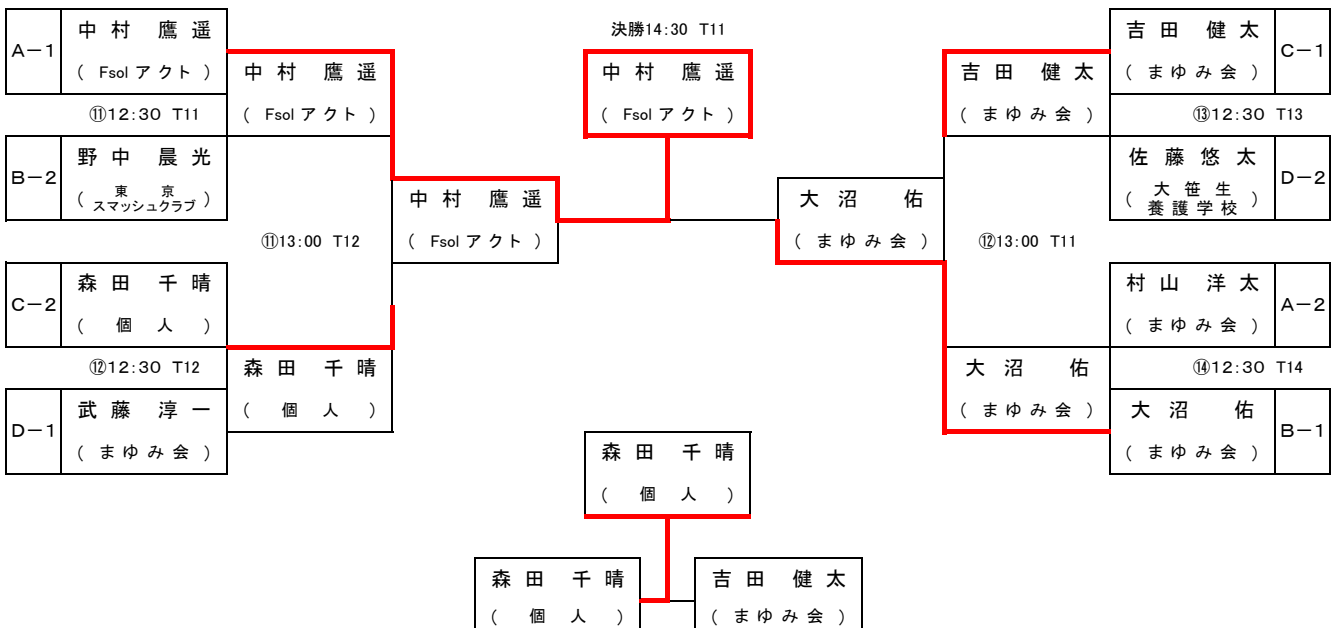 決勝14:30 T11
A－1
中村 鷹遥
( Fsol アクト )
⑪12:30 T11
B－2
野中 晨光
( 東京
スマッシュクラブ )
中村 鷹遥
( Fsol アクト )
⑪13:00 T12
C－2
森田 千晴
( 個人 )
⑫12:30 T12
D－1
武藤 淳一
( まゆみ会 )
森田 千晴
( 個人 )
中村 鷹遥
( Fsol アクト )
中村 鷹遥
( Fsol アクト )
大沼 佑
( まゆみ会 )
吉田 健太
( まゆみ会 )
⑫13:00 T11
大沼 佑
( まゆみ会 )
吉田 健太
( まゆみ会 )
C－1
⑬12:30 T13
佐藤悠太
( 大笹生
養護学校 )
D－2
村山 洋太
( まゆみ会 )
A－2
⑭12:30 T14
大沼 佑
( まゆみ会 )
B－1
森田 千晴
( 個人 )
森田 千晴
( 個人 )
吉田 健太
( まゆみ会 )